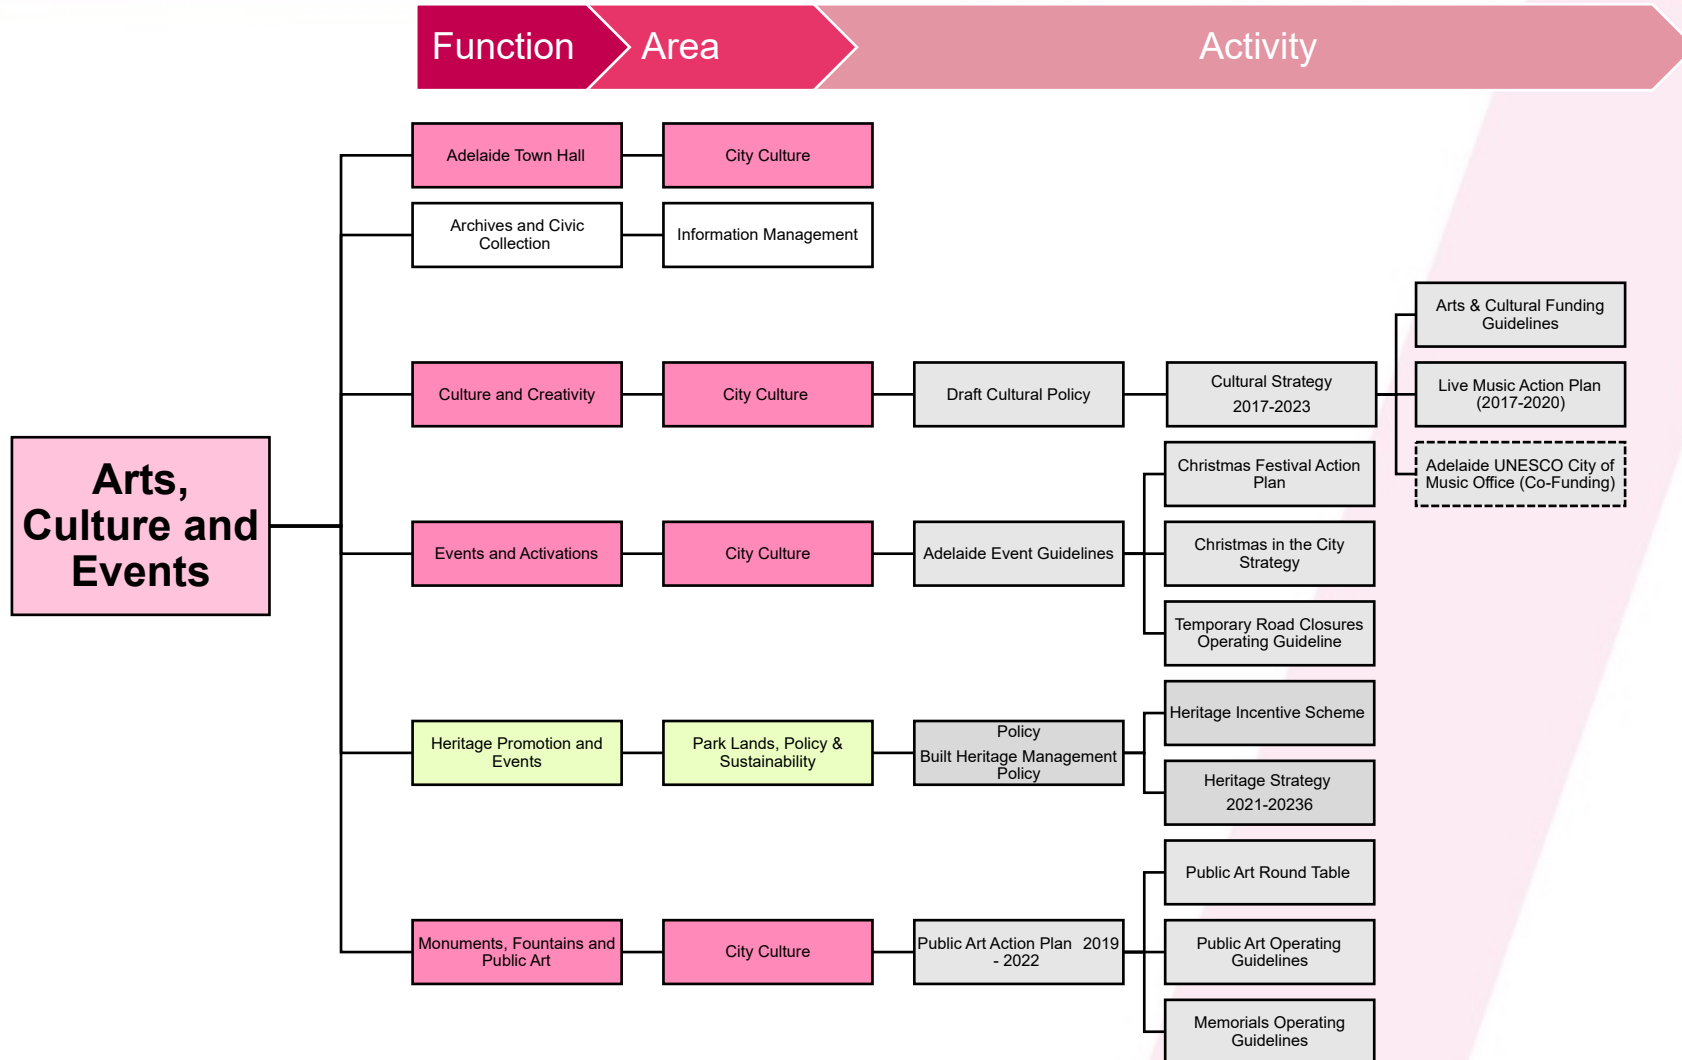 Function
Area
Activity
Adelaide Town Hall
City Culture
Archives and Civic
Collection
Information Management
Arts & Cultural Funding
Guidelines
Culture and Creativity
City Culture
Draft Cultural Policy
Cultural Strategy
2017-2023
Live Music Action Plan
(2017-2020)
Adelaide UNESCO City of
Music Office (Co-Funding)
Arts,
Culture and
Events
Christmas Festival Action
Plan
Events and Activations
City Culture
Adelaide Event Guidelines
Christmas in the City
Strategy
Temporary Road Closures
Operating Guideline
Heritage Promotion and
Events
Park Lands, Policy &
Sustainability
Policy
Built Heritage Management
Policy
Heritage Incentive Scheme
Heritage Strategy
2021-20236
Public Art Round Table
Monuments, Fountains and
Public Art
City Culture
Public Art Action Plan 2019
- 2022
Public Art Operating
Guidelines
Memorials Operating
Guidelines